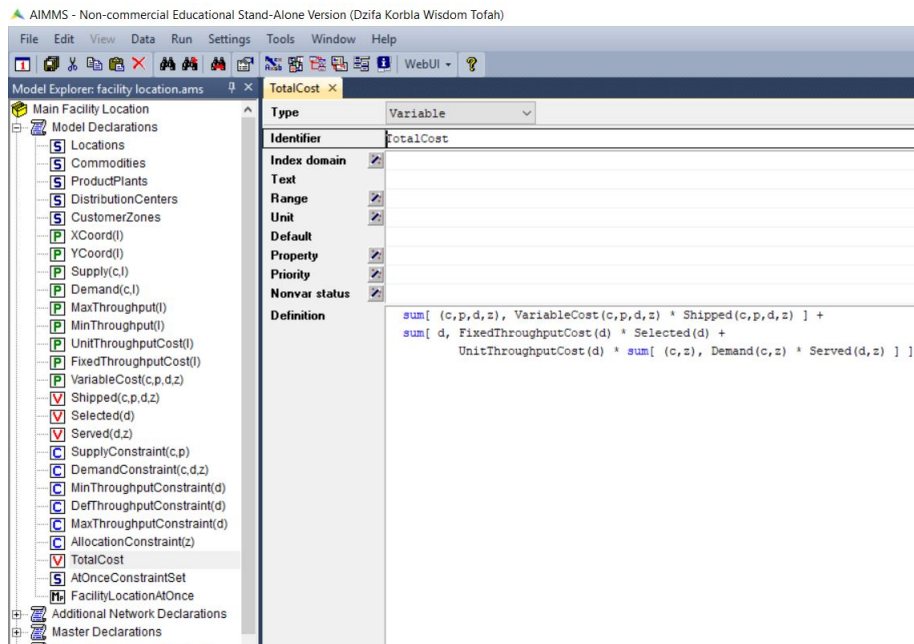 AIMMS - Non-commercial Educational Stand-Alone Version (Dzifa Korbla Wisdom Tofah)
File Edit View Data Run Settings Tools Window Help
WebUI
Model Explorer: facility location.ams
TotalCost
Main Facility Location
Model Declarations
S Locations
S Commodities
S ProductPlants
S DistributionCenters
S CustomerZones
P XCoord(l)
P YCoord(l)
P Supply(c,l)
P Demand(c,l)
P MaxThroughput(l)
P MinThroughput(l)
P UnitThroughputCost(l)
P FixedThroughputCost(l)
P VariableCost(c,p,d,z)
V Shipped(c,p,d,z)
V Selected(d)
V Served(d,z)
C SupplyConstraint(c,p)
C DemandConstraint(c,d,z)
C MinThroughputConstraint(d)
C DefThroughputConstraint(d)
C MaxThroughputConstraint(d)
C AllocationConstraint(z)
V TotalCost
S AtOnceConstraintSet
MP FacilityLocationAtOnce
Additional Network Declarations
Master Declarations
Type Variable
Identifier TotalCost
Index domain
Text
Range
Unit
Default
Property
Priority
Nonvar status
Definition sum[ (c,p,d,z), VariableCost(c,p,d,z) * Shipped(c,p,d,z) ] +
sum[ d, FixedThroughputCost(d) * Selected(d) +
UnitThroughputCost(d) * sum[ (c,z), Demand(c,z) * Served(d,z) ] ]